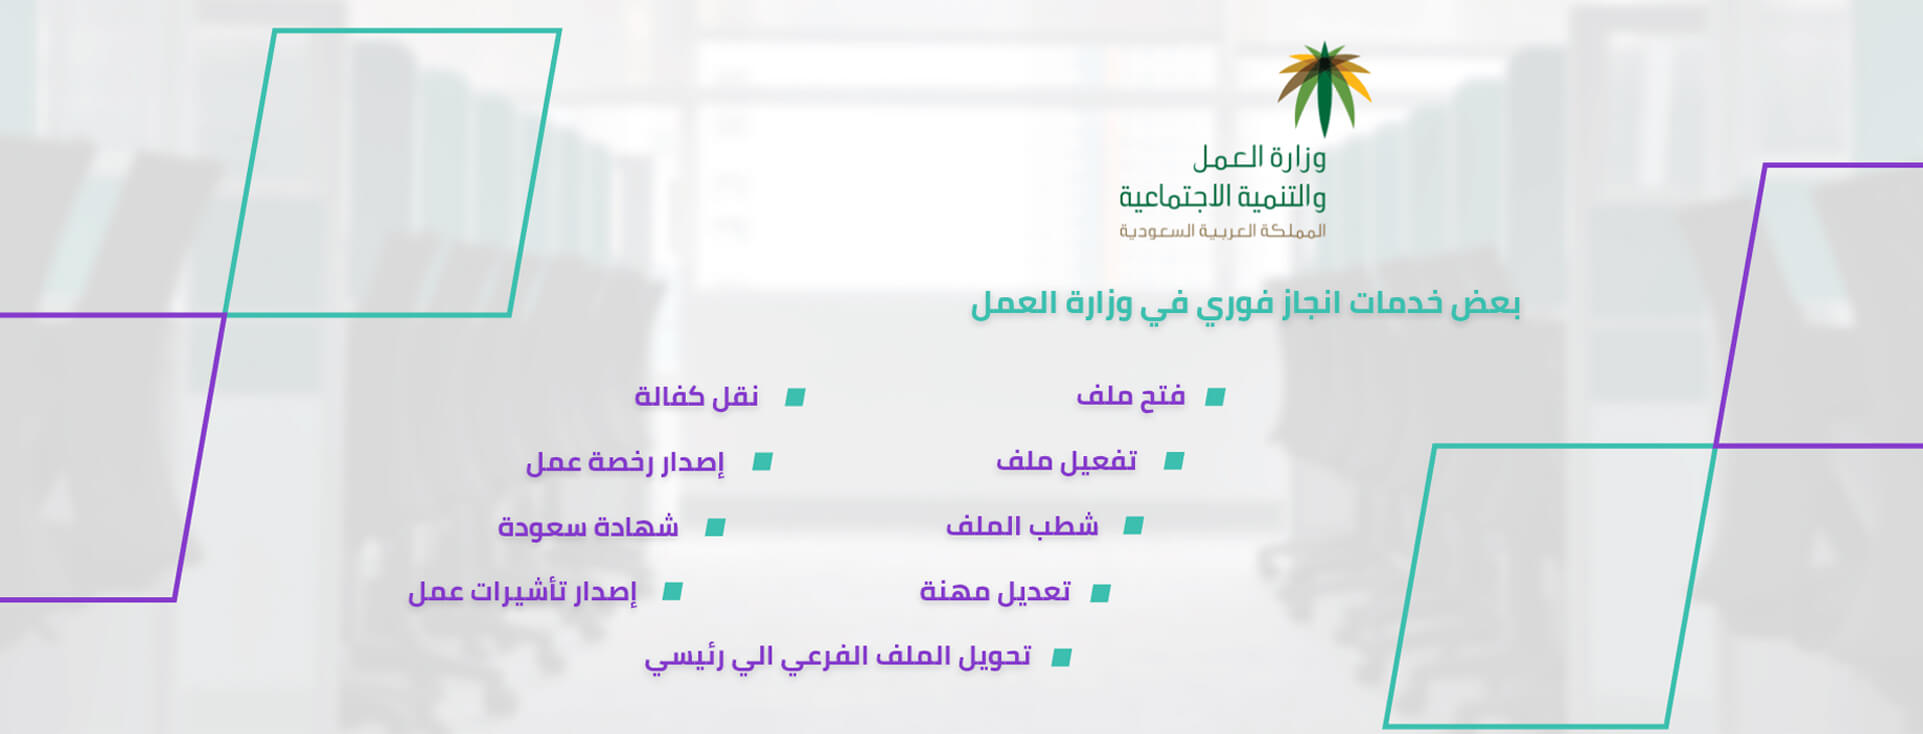 وزارة العمل
والتنمية الاجتماعية
المملكة العربية السعودية
بعض خدمات انجاز فوري في وزارة العمل
فتح ملف
تفعيل ملف
شطب الملف
تعديل مهنة
تحويل الملف الفرعي الي رئيسي
نقل كفالة
إصدار رخصة عمل
شهادة سعودة
إصدار تأشيرات عمل